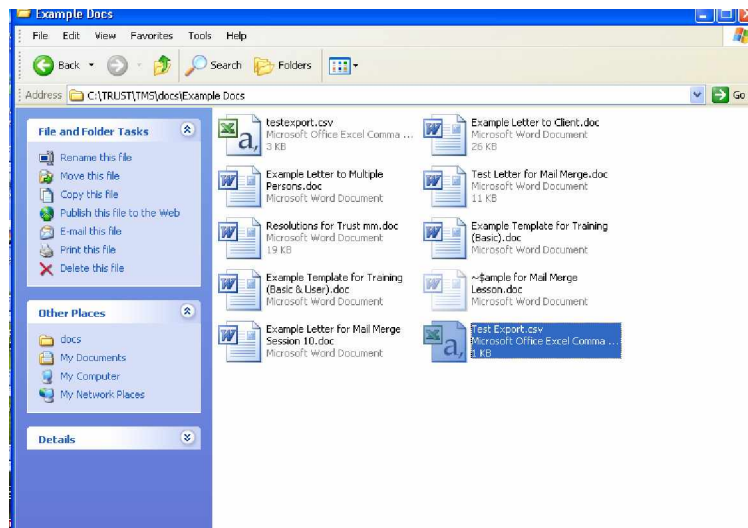 Example Docs
File Edit View Favorites Tools Help
Back Search Folders
Address C:\TRUST\TMS\docs\Example Docs Go
File and Folder Tasks
Rename this file
Move this file
Copy this file
Publish this file to the Web
E-mail this file
Print this file
Delete this file
Other Places
docs
My Documents
My Computer
My Network Places
Details
testexport.csv
Microsoft Office Excel Comma ...
3 KB
Example Letter to Client.doc
Microsoft Word Document
26 KB
Example Letter to Multiple
Persons.doc
Microsoft Word Document
Test Letter for Mail Merge.doc
Microsoft Word Document
11 KB
Resolutions for Trust mm.doc
Microsoft Word Document
19 KB
Example Template for Training
(Basic).doc
Microsoft Word Document
Example Template for Training
(Basic & User).doc
Microsoft Word Document
~$ample for Mail Merge
Lesson.doc
Microsoft Word Document
Example Letter for Mail Merge
Session 10.doc
Microsoft Word Document
Test Export.csv
Microsoft Office Excel Comma ...
1 KB